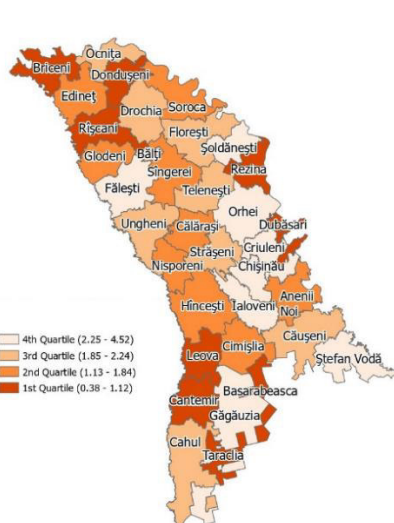 Ocnița
Briceni
Dondușeni
Edineț
Drochia
Soroca
Rîșcani
Florești
Șoldănești
Glodeni
Bălți
Sîngerei
Rezina
Fălești
Telenești
Orhei
Ungheni
Călărași
Dubăsari
Criuleni
Strășeni
Chișinău
Nisporeni
Anenii
Noi
Hîncești
Ialoveni
Căușeni
Cimișlia
Ștefan Vodă
Leova
Basarabeasca
Cantemir
Găgăuzia
Cahul
Taraclia
4th Quartile (2.25 - 4.52)
3rd Quartile (1.85 - 2.24)
2nd Quartile (1.13 - 1.84)
1st Quartile (0.38 - 1.12)